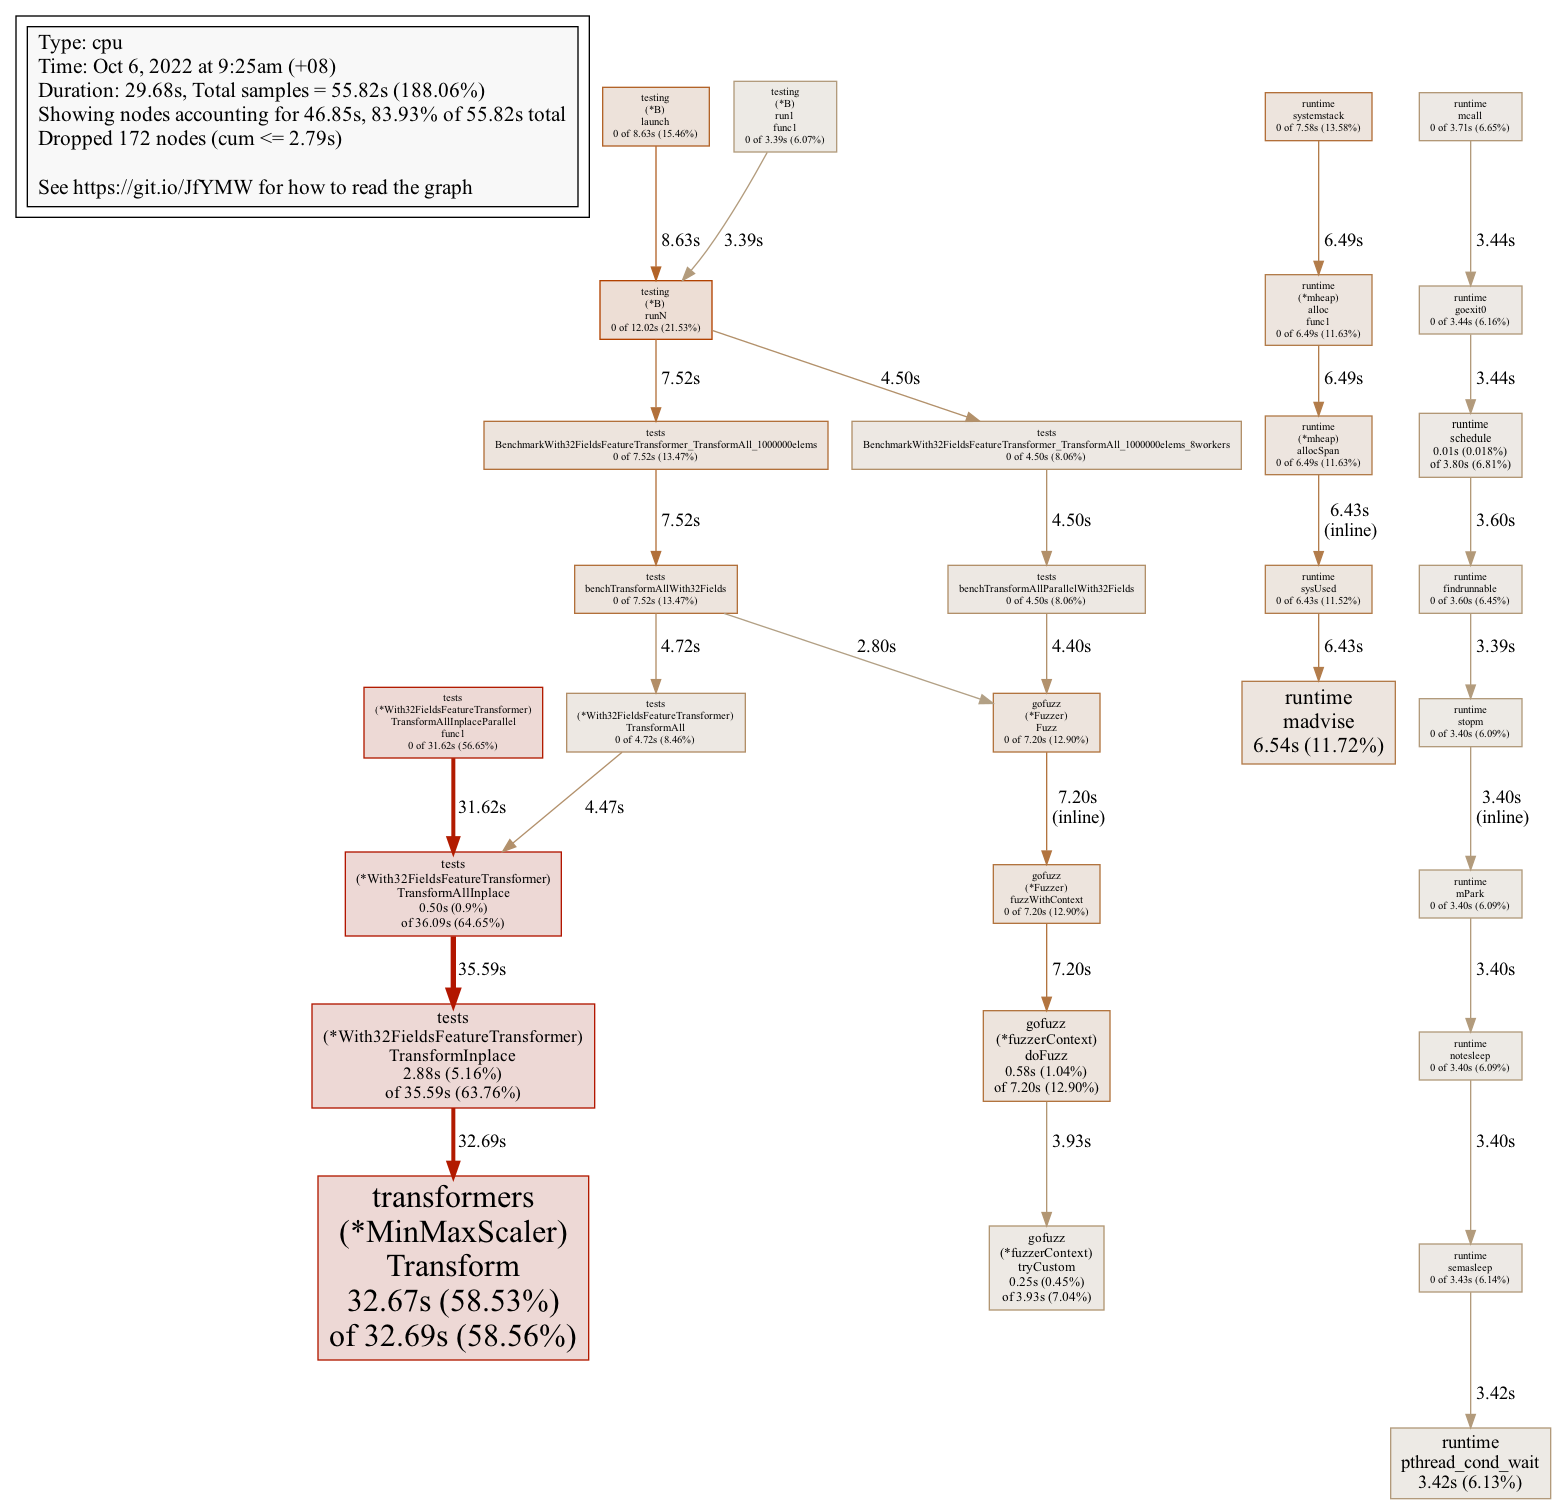 Type: cpu
Time: Oct 6, 2022 at 9:25am (+08)
Duration: 29.68s, Total samples = 55.82s (188.06%)
Showing nodes accounting for 46.85s, 83.93% of 55.82s total
Dropped 172 nodes (cum <= 2.79s)
See https://git.io/JfYMW for how to read the graph
testing
(*B)
launch
0 of 8.63s (15.46%)
testing
(*B)
run1
func1
0 of 3.39s (6.07%)
runtime
systemstack
0 of 7.58s (13.58%)
runtime
mcall
0 of 3.71s (6.65%)
8.63s
3.39s
6.49s
3.44s
testing
(*B)
runN
0 of 12.02s (21.53%)
runtime
(*mheap)
alloc
func1
0 of 6.49s (11.63%)
runtime
goexit0
0 of 3.44s (6.16%)
7.52s
4.50s
6.49s
3.44s
tests
BenchmarkWith32FieldsFeatureTransformer_TransformAll_1000000elems
0 of 7.52s (13.47%)
tests
BenchmarkWith32FieldsFeatureTransformer_TransformAll_1000000elems_8workers
0 of 4.50s (8.06%)
runtime
(*mheap)
allocSpan
0 of 6.49s (11.63%)
runtime
schedule
0.01s (0.018%)
of 3.80s (6.81%)
7.52s
4.50s
6.43s
(inline)
3.60s
tests
benchTransformAllWith32Fields
0 of 7.52s (13.47%)
tests
benchTransformAllParallelWith32Fields
0 of 4.50s (8.06%)
runtime
sysUsed
0 of 6.43s (11.52%)
runtime
findrunnable
0 of 3.60s (6.45%)
4.72s
2.80s
4.40s
6.43s
3.39s
tests
(*With32FieldsFeatureTransformer)
TransformAllInplaceParallel
func1
0 of 31.62s (56.65%)
tests
(*With32FieldsFeatureTransformer)
TransformAll
0 of 4.72s (8.46%)
gofuzz
(*Fuzzer)
Fuzz
0 of 7.20s (12.90%)
runtime
madvise
6.54s (11.72%)
runtime
stopm
0 of 3.40s (6.09%)
31.62s
4.47s
7.20s
(inline)
3.40s
(inline)
tests
(*With32FieldsFeatureTransformer)
TransformAllInplace
0.50s (0.9%)
of 36.09s (64.65%)
gofuzz
(*Fuzzer)
fuzzWithContext
0 of 7.20s (12.90%)
runtime
mPark
0 of 3.40s (6.09%)
35.59s
7.20s
3.40s
tests
(*With32FieldsFeatureTransformer)
TransformInplace
2.88s (5.16%)
of 35.59s (63.76%)
gofuzz
(*fuzzerContext)
doFuzz
0.58s (1.04%)
of 7.20s (12.90%)
runtime
notesleep
0 of 3.40s (6.09%)
32.69s
3.93s
3.40s
transformers
(*MinMaxScaler)
Transform
32.67s (58.53%)
of 32.69s (58.56%)
gofuzz
(*fuzzerContext)
tryCustom
0.25s (0.45%)
of 3.93s (7.04%)
runtime
semasleep
0 of 3.43s (6.14%)
3.42s
runtime
pthread_cond_wait
3.42s (6.13%)